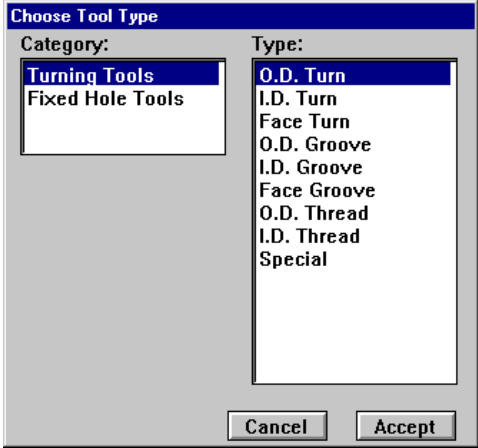 Choose Tool Type
Category:
Turning Tools
Fixed Hole Tools
Type:
O.D. Turn
I.D. Turn
Face Turn
O.D. Groove
I.D. Groove
Face Groove
O.D. Thread
I.D. Thread
Special
Cancel
Accept